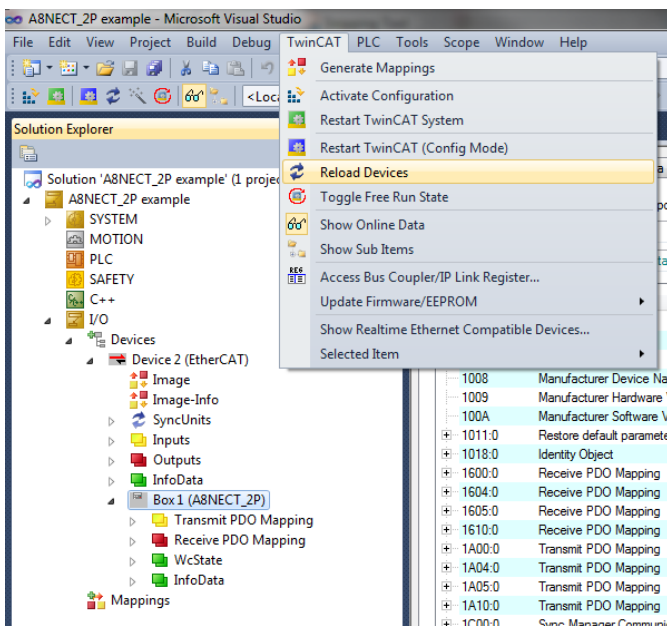 A8NECT_2P example - Microsoft Visual Studio
File Edit View Project Build Debug TwinCAT PLC Tools Scope Window Help
Generate Mappings
Activate Configuration
Restart TwinCAT System
Restart TwinCAT (Config Mode)
Reload Devices
Toggle Free Run State
Show Online Data
Show Sub Items
Access Bus Coupler/IP Link Register...
Update Firmware/EEPROM
Show Realtime Ethernet Compatible Devices...
Selected Item
<Loca
Solution Explorer
Solution 'A8NECT_2P example' (1 projec
A8NECT_2P example
SYSTEM
MOTION
PLC
SAFETY
C++
I/O
Devices
Device 2 (EtherCAT)
Image
Image-Info
SyncUnits
Inputs
Outputs
InfoData
Box 1 (A8NECT_2P)
Transmit PDO Mapping
Receive PDO Mapping
WcState
InfoData
Mappings
1008 Manufacturer Device Na
1009 Manufacturer Hardware
100A Manufacturer Software V
1011:0 Restore default paramete
1018:0 Identity Object
1600:0 Receive PDO Mapping
1604:0 Receive PDO Mapping
1605:0 Receive PDO Mapping
1610:0 Receive PDO Mapping
1A00:0 Transmit PDO Mapping
1A04:0 Transmit PDO Mapping
1A05:0 Transmit PDO Mapping
1A10:0 Transmit PDO Mapping
1C00:0 Sync Manager Communi